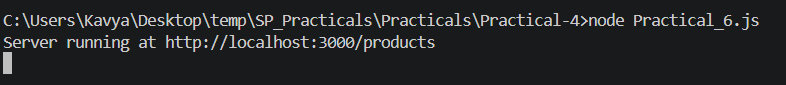 C:\Users\Kavya\Desktop\temp\SP_Practicals\Practicals\Practical-4>node Practical_6.js
Server running at http://localhost:3000/products